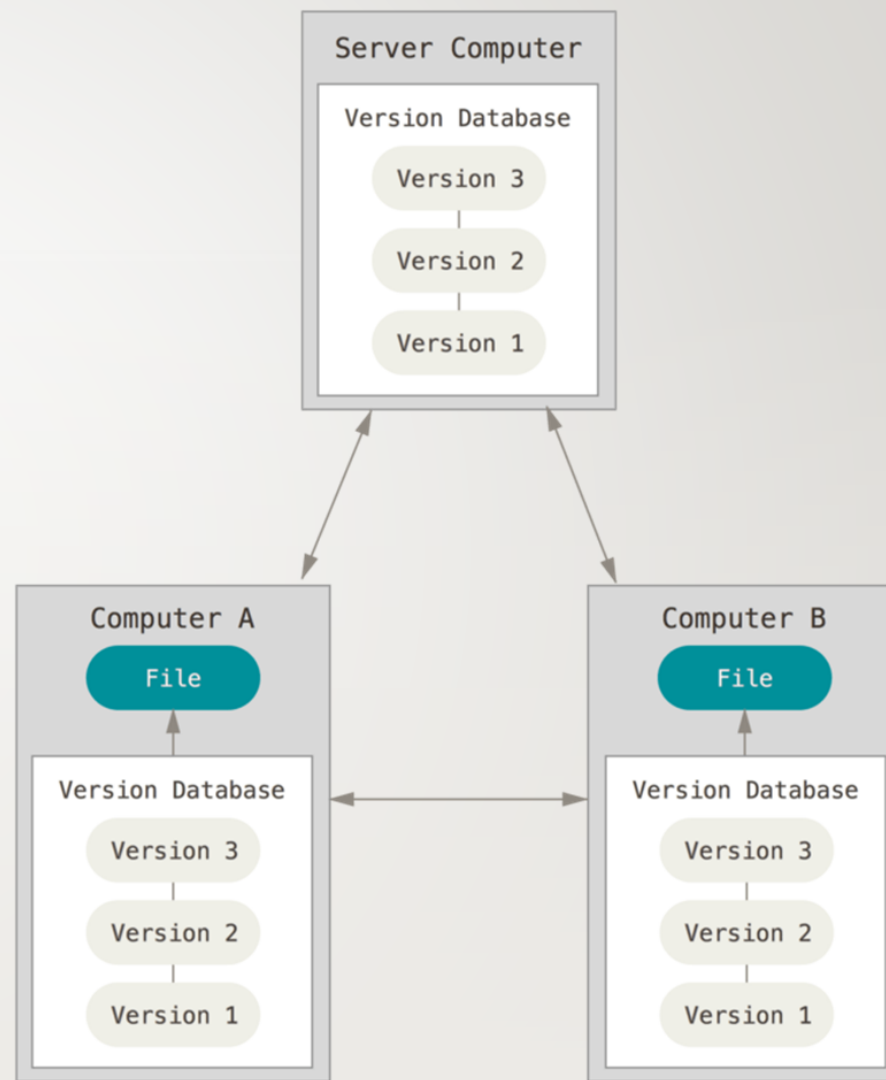 Server Computer
Version Database
Version 3
Version 2
Version 1
Computer A
File
Version Database
Version 3
Version 2
Version 1
Computer B
File
Version Database
Version 3
Version 2
Version 1